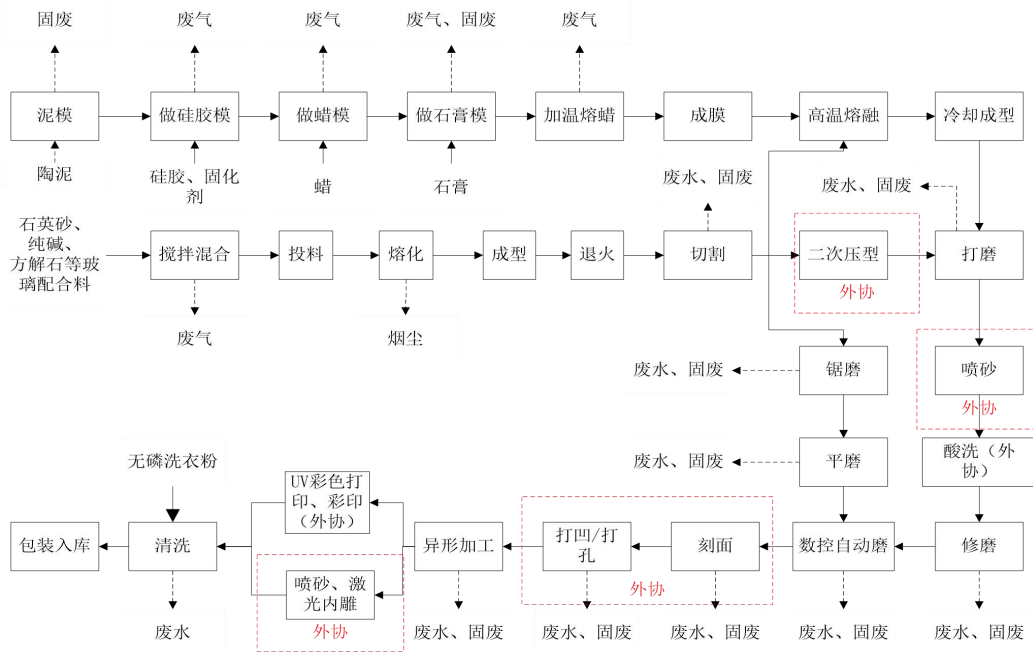 固废
废气
废气
废气、固废
废气
泥模
做硅胶模
做蜡模
做石膏模
加温熔蜡
成膜
高温熔融
冷却成型
陶泥
硅胶、固化
剂
蜡
石膏
废水、固废
废水、固废
石英砂、
纯碱、
方解石等玻
璃配合料
搅拌混合
投料
熔化
成型
退火
切割
二次压型
打磨
外协
废气
烟尘
废水、固废
锯磨
喷砂
外协
无磷洗衣粉
废水、固废
平磨
酸洗（外
协）
UV彩色打
印、彩印
（外协）
包装入库
清洗
异形加工
打凹/打
孔
刻面
数控自动磨
修磨
喷砂、激
光内雕
外协
外协
废水
废水、固废
废水、固废
废水、固废
废水、固废
废水、固废